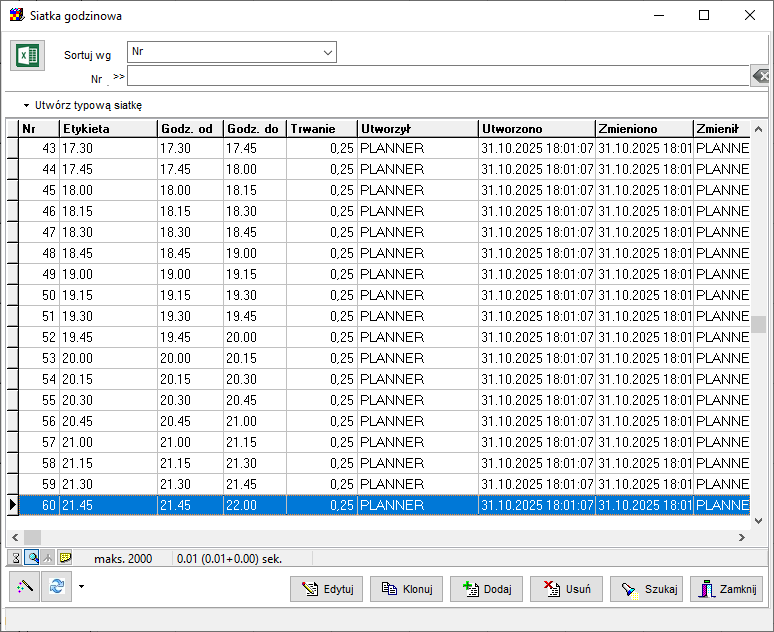 Siatka godzinowa
Sortuj wg Nr
Nr >>
Utwórz typową siatkę
Nr Etykieta Godz. od Godz. do Trwanie Utworzył Utworzono Zmieniono Zmienił
43 17.30 17.30 17.45 0,25 PLANNER 31.10.2025 18:01:07 31.10.2025 18:01 PLANNE
44 17.45 17.45 18.00 0,25 PLANNER 31.10.2025 18:01:07 31.10.2025 18:01 PLANNE
45 18.00 18.00 18.15 0,25 PLANNER 31.10.2025 18:01:07 31.10.2025 18:01 PLANNE
46 18.15 18.15 18.30 0,25 PLANNER 31.10.2025 18:01:07 31.10.2025 18:01 PLANNE
47 18.30 18.30 18.45 0,25 PLANNER 31.10.2025 18:01:07 31.10.2025 18:01 PLANNE
48 18.45 18.45 19.00 0,25 PLANNER 31.10.2025 18:01:07 31.10.2025 18:01 PLANNE
49 19.00 19.00 19.15 0,25 PLANNER 31.10.2025 18:01:07 31.10.2025 18:01 PLANNE
50 19.15 19.15 19.30 0,25 PLANNER 31.10.2025 18:01:07 31.10.2025 18:01 PLANNE
51 19.30 19.30 19.45 0,25 PLANNER 31.10.2025 18:01:07 31.10.2025 18:01 PLANNE
52 19.45 19.45 20.00 0,25 PLANNER 31.10.2025 18:01:07 31.10.2025 18:01 PLANNE
53 20.00 20.00 20.15 0,25 PLANNER 31.10.2025 18:01:07 31.10.2025 18:01 PLANNE
54 20.15 20.15 20.30 0,25 PLANNER 31.10.2025 18:01:07 31.10.2025 18:01 PLANNE
55 20.30 20.30 20.45 0,25 PLANNER 31.10.2025 18:01:07 31.10.2025 18:01 PLANNE
56 20.45 20.45 21.00 0,25 PLANNER 31.10.2025 18:01:07 31.10.2025 18:01 PLANNE
57 21.00 21.00 21.15 0,25 PLANNER 31.10.2025 18:01:07 31.10.2025 18:01 PLANNE
58 21.15 21.15 21.30 0,25 PLANNER 31.10.2025 18:01:07 31.10.2025 18:01 PLANNE
59 21.30 21.30 21.45 0,25 PLANNER 31.10.2025 18:01:07 31.10.2025 18:01 PLANNE
60 21.45 21.45 22.00 0,25 PLANNER 31.10.2025 18:01:07 31.10.2025 18:01 PLANNE
maks. 2000 0.01 (0.01+0.00) sek.
Edytuj Klonuj Dodaj Usuń Szukaj Zamknij